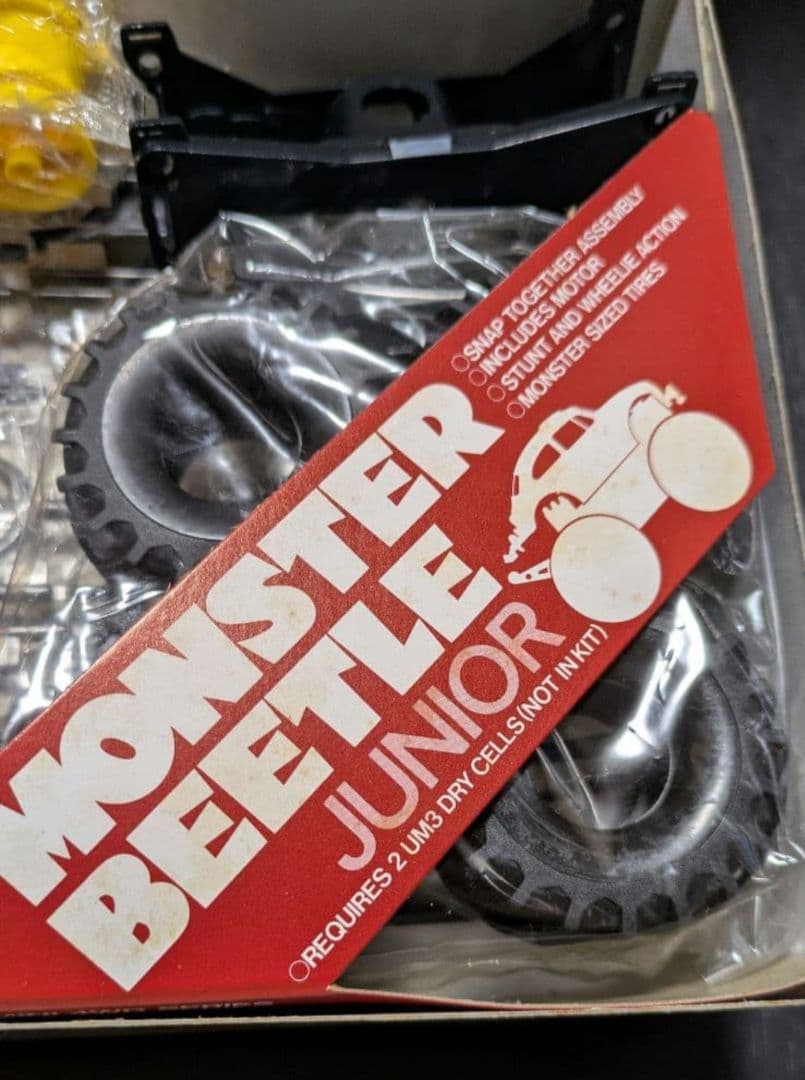 ○SNAP TOGETHER ASSEMBLY
○INCLUDES MOTOR
○STUNT AND WHEELIE ACTION
○MONSTER SIZED TIRES
MONSTER
BEETLE
JUNIOR
○REQUIRES 2 UM3 DRY CELLS (NOT IN KIT)